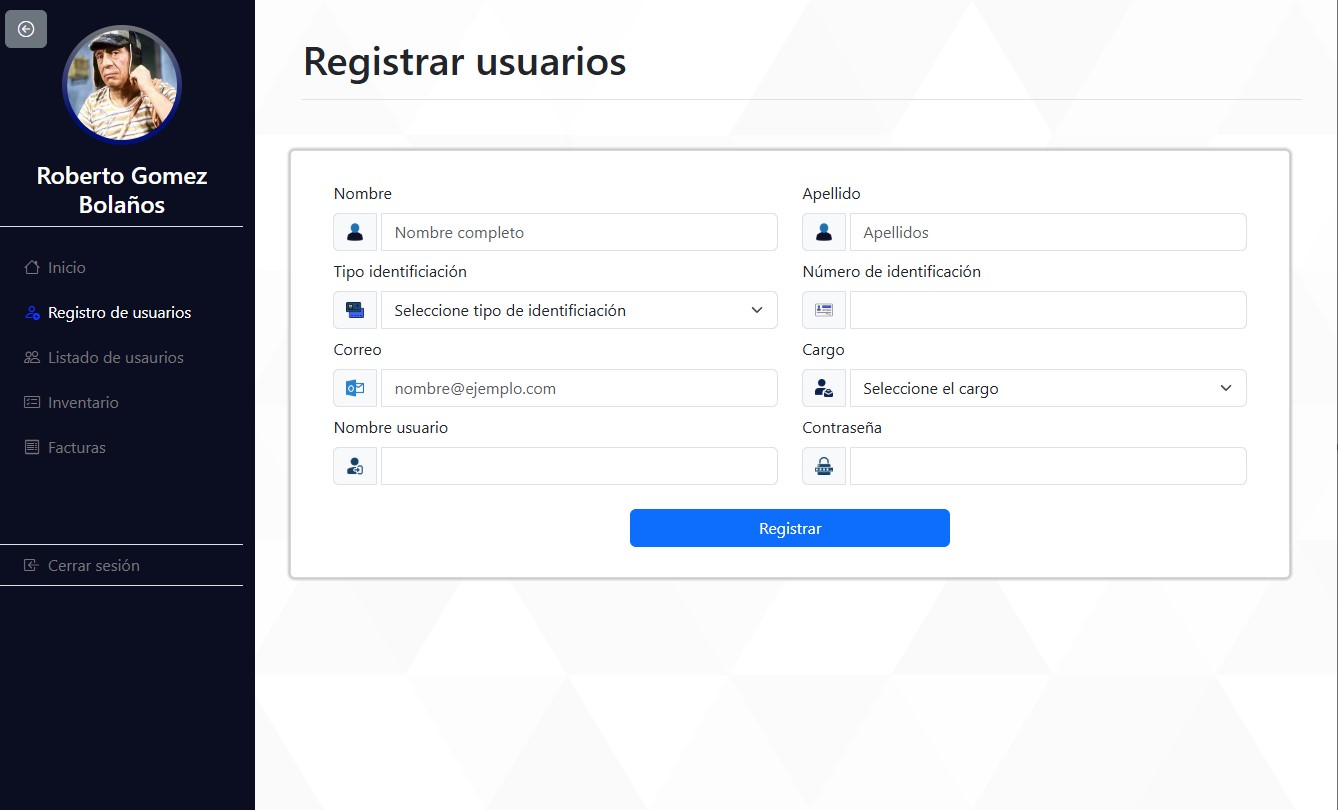 Roberto Gomez
Bolaños
Inicio
Registro de usuarios
Listado de usaurios
Inventario
Facturas
Cerrar sesión
Registrar usuarios
Nombre
Apellido
Nombre completo
Apellidos
Tipo identificiación
Número de identificación
Seleccione tipo de identificiación
Correo
Cargo
nombre@ejemplo.com
Seleccione el cargo
Nombre usuario
Contraseña
Registrar